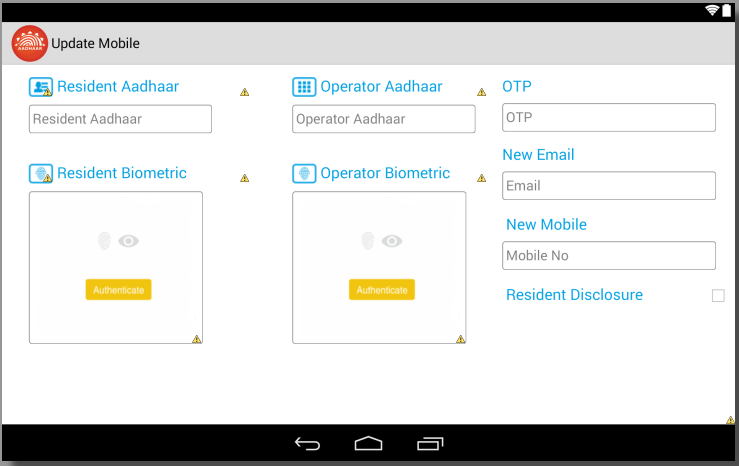 AADHAAR
Update Mobile
Resident Aadhaar
Resident Aadhaar
Operator Aadhaar
Operator Aadhaar
OTP
OTP
New Email
Email
Resident Biometric
Authenticate
Operator Biometric
Authenticate
New Mobile
Mobile No
Resident Disclosure